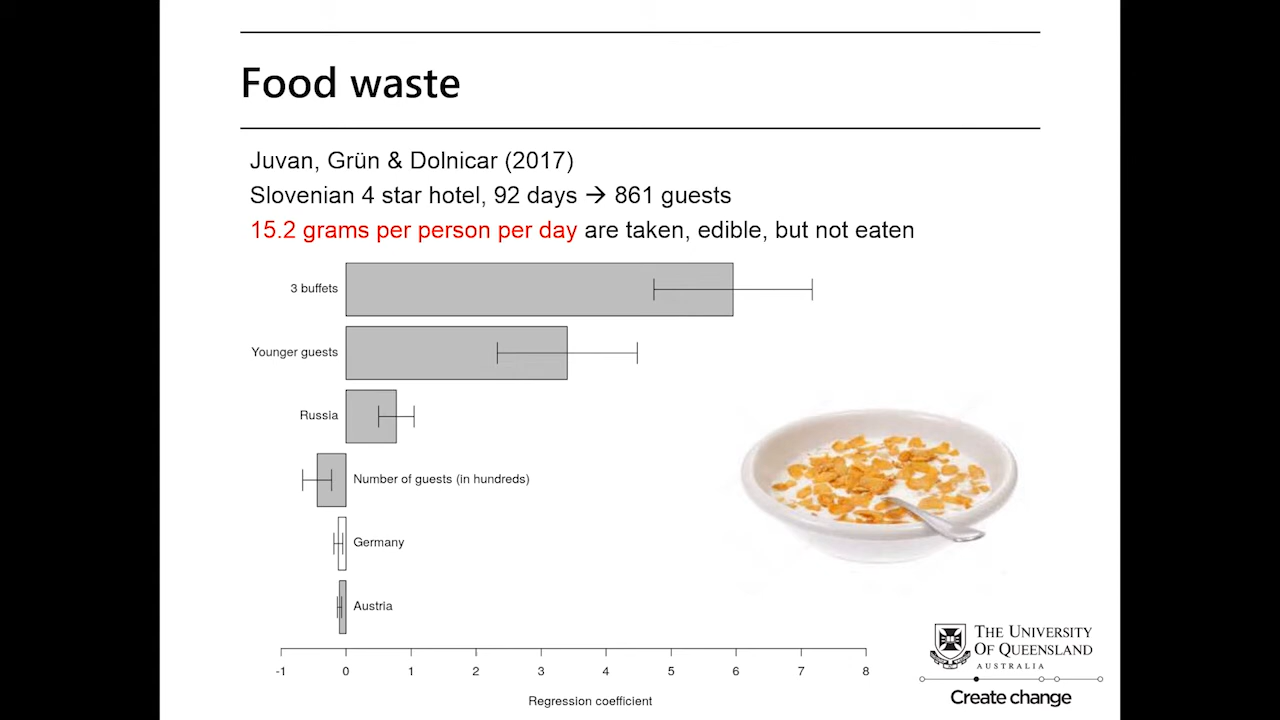 Food waste
Juvan, Grün & Dolnicar (2017)
Slovenian 4 star hotel, 92 days → 861 guests
15.2 grams per person per day are taken, edible, but not eaten
3 buffets
Younger guests
Russia
Number of guests (in hundreds)
Germany
Austria
-1 0 1 2 3 4 5 6 7 8
Regression coefficient
THE UNIVERSITY
OF QUEENSLAND
AUSTRALIA
Create change